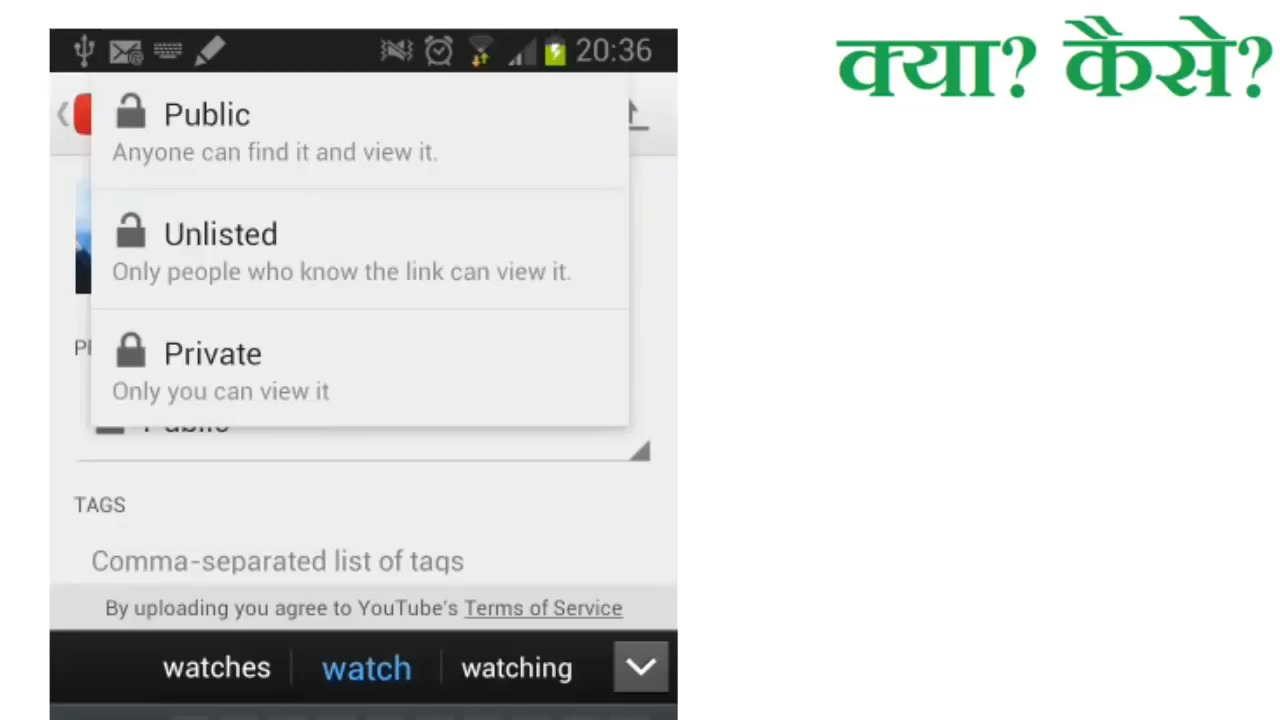 20:36
क्या? कैसे?
Public
Anyone can find it and view it.
Unlisted
Only people who know the link can view it.
Private
Only you can view it
Public
TAGS
Comma-separated list of tags
By uploading you agree to YouTube's Terms of Service
watches watch watching